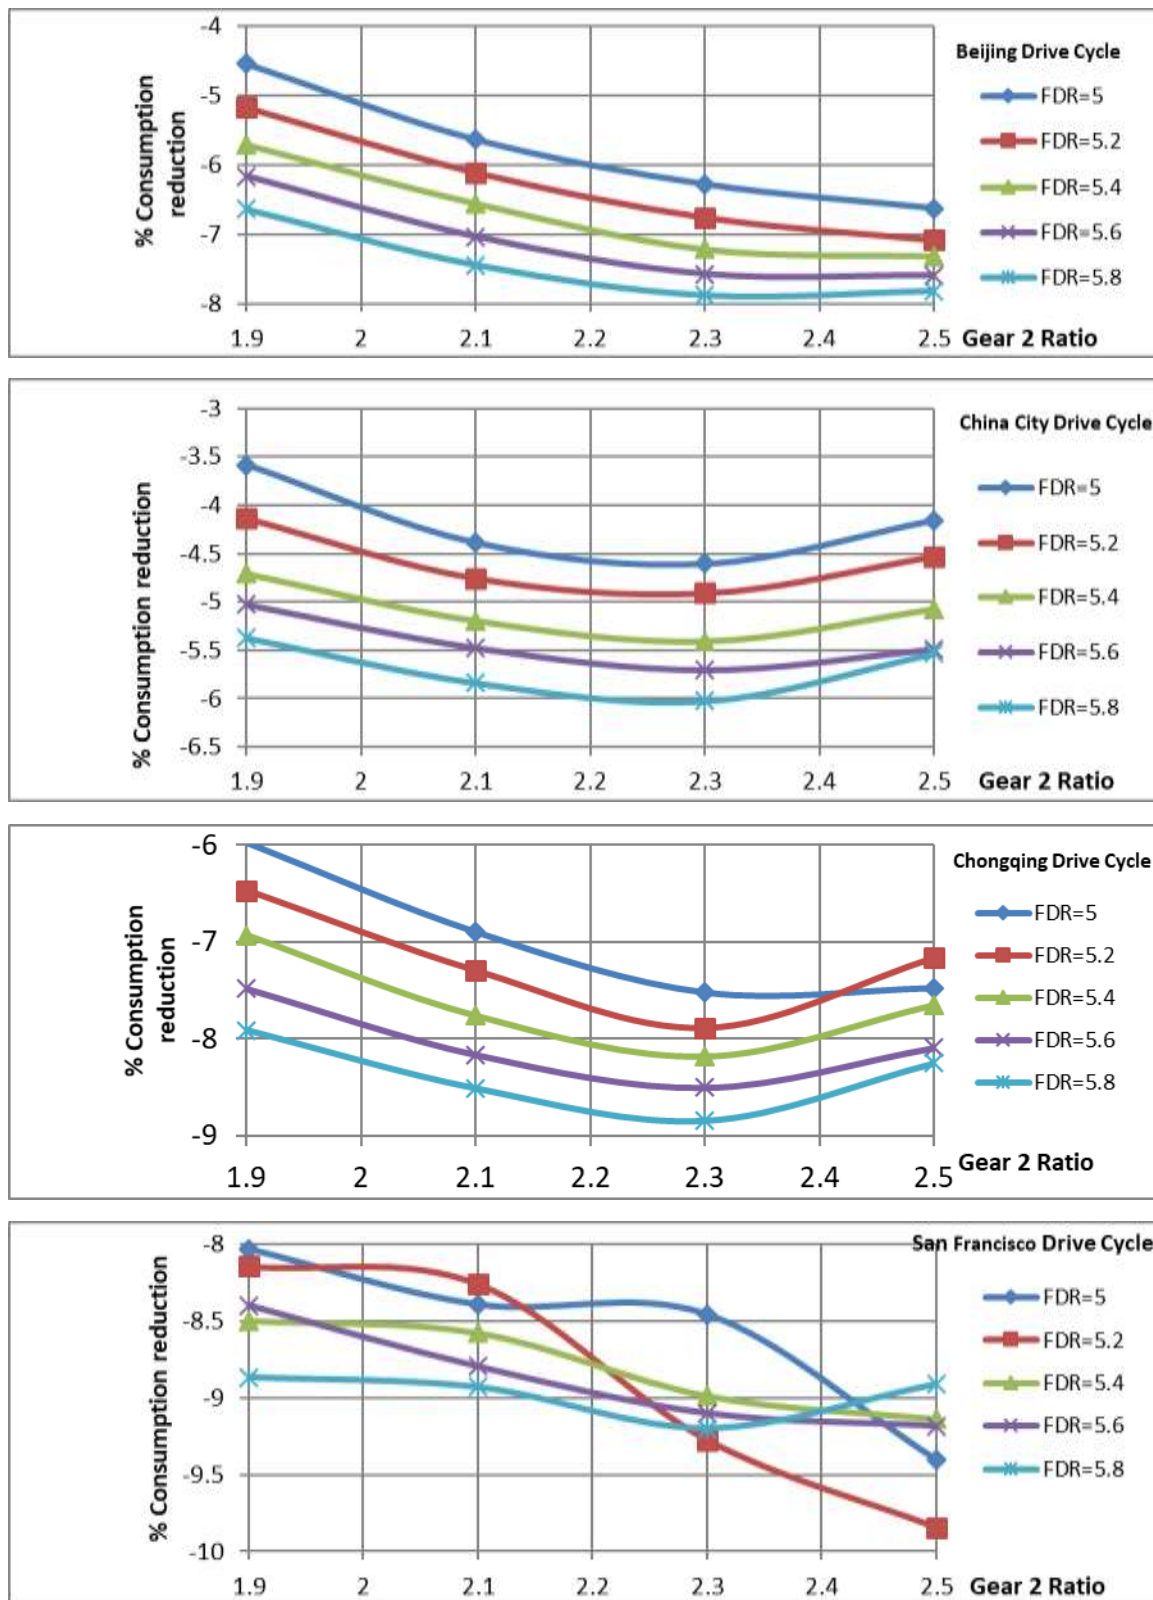 -4
-5
-6
-7
-8
% Consumption
reduction
1.9 2 2.1 2.2 2.3 2.4 2.5 Gear 2 Ratio
Beijing Drive Cycle
FDR=5
FDR=5.2
FDR=5.4
FDR=5.6
FDR=5.8
-3
-3.5
-4
-4.5
-5
-5.5
-6
-6.5
% Consumption reduction
1.9 2 2.1 2.2 2.3 2.4 2.5 Gear 2 Ratio
China City Drive Cycle
FDR=5
FDR=5.2
FDR=5.4
FDR=5.6
FDR=5.8
-6
-7
-8
-9
% Consumption
reduction
1.9 2 2.1 2.2 2.3 2.4 2.5 Gear 2 Ratio
Chongqing Drive Cycle
FDR=5
FDR=5.2
FDR=5.4
FDR=5.6
FDR=5.8
-8
-8.5
-9
-9.5
-10
% Consumption reduction
1.9 2 2.1 2.2 2.3 2.4 2.5 Gear 2 Ratio
San Francisco Drive Cycle
FDR=5
FDR=5.2
FDR=5.4
FDR=5.6
FDR=5.8